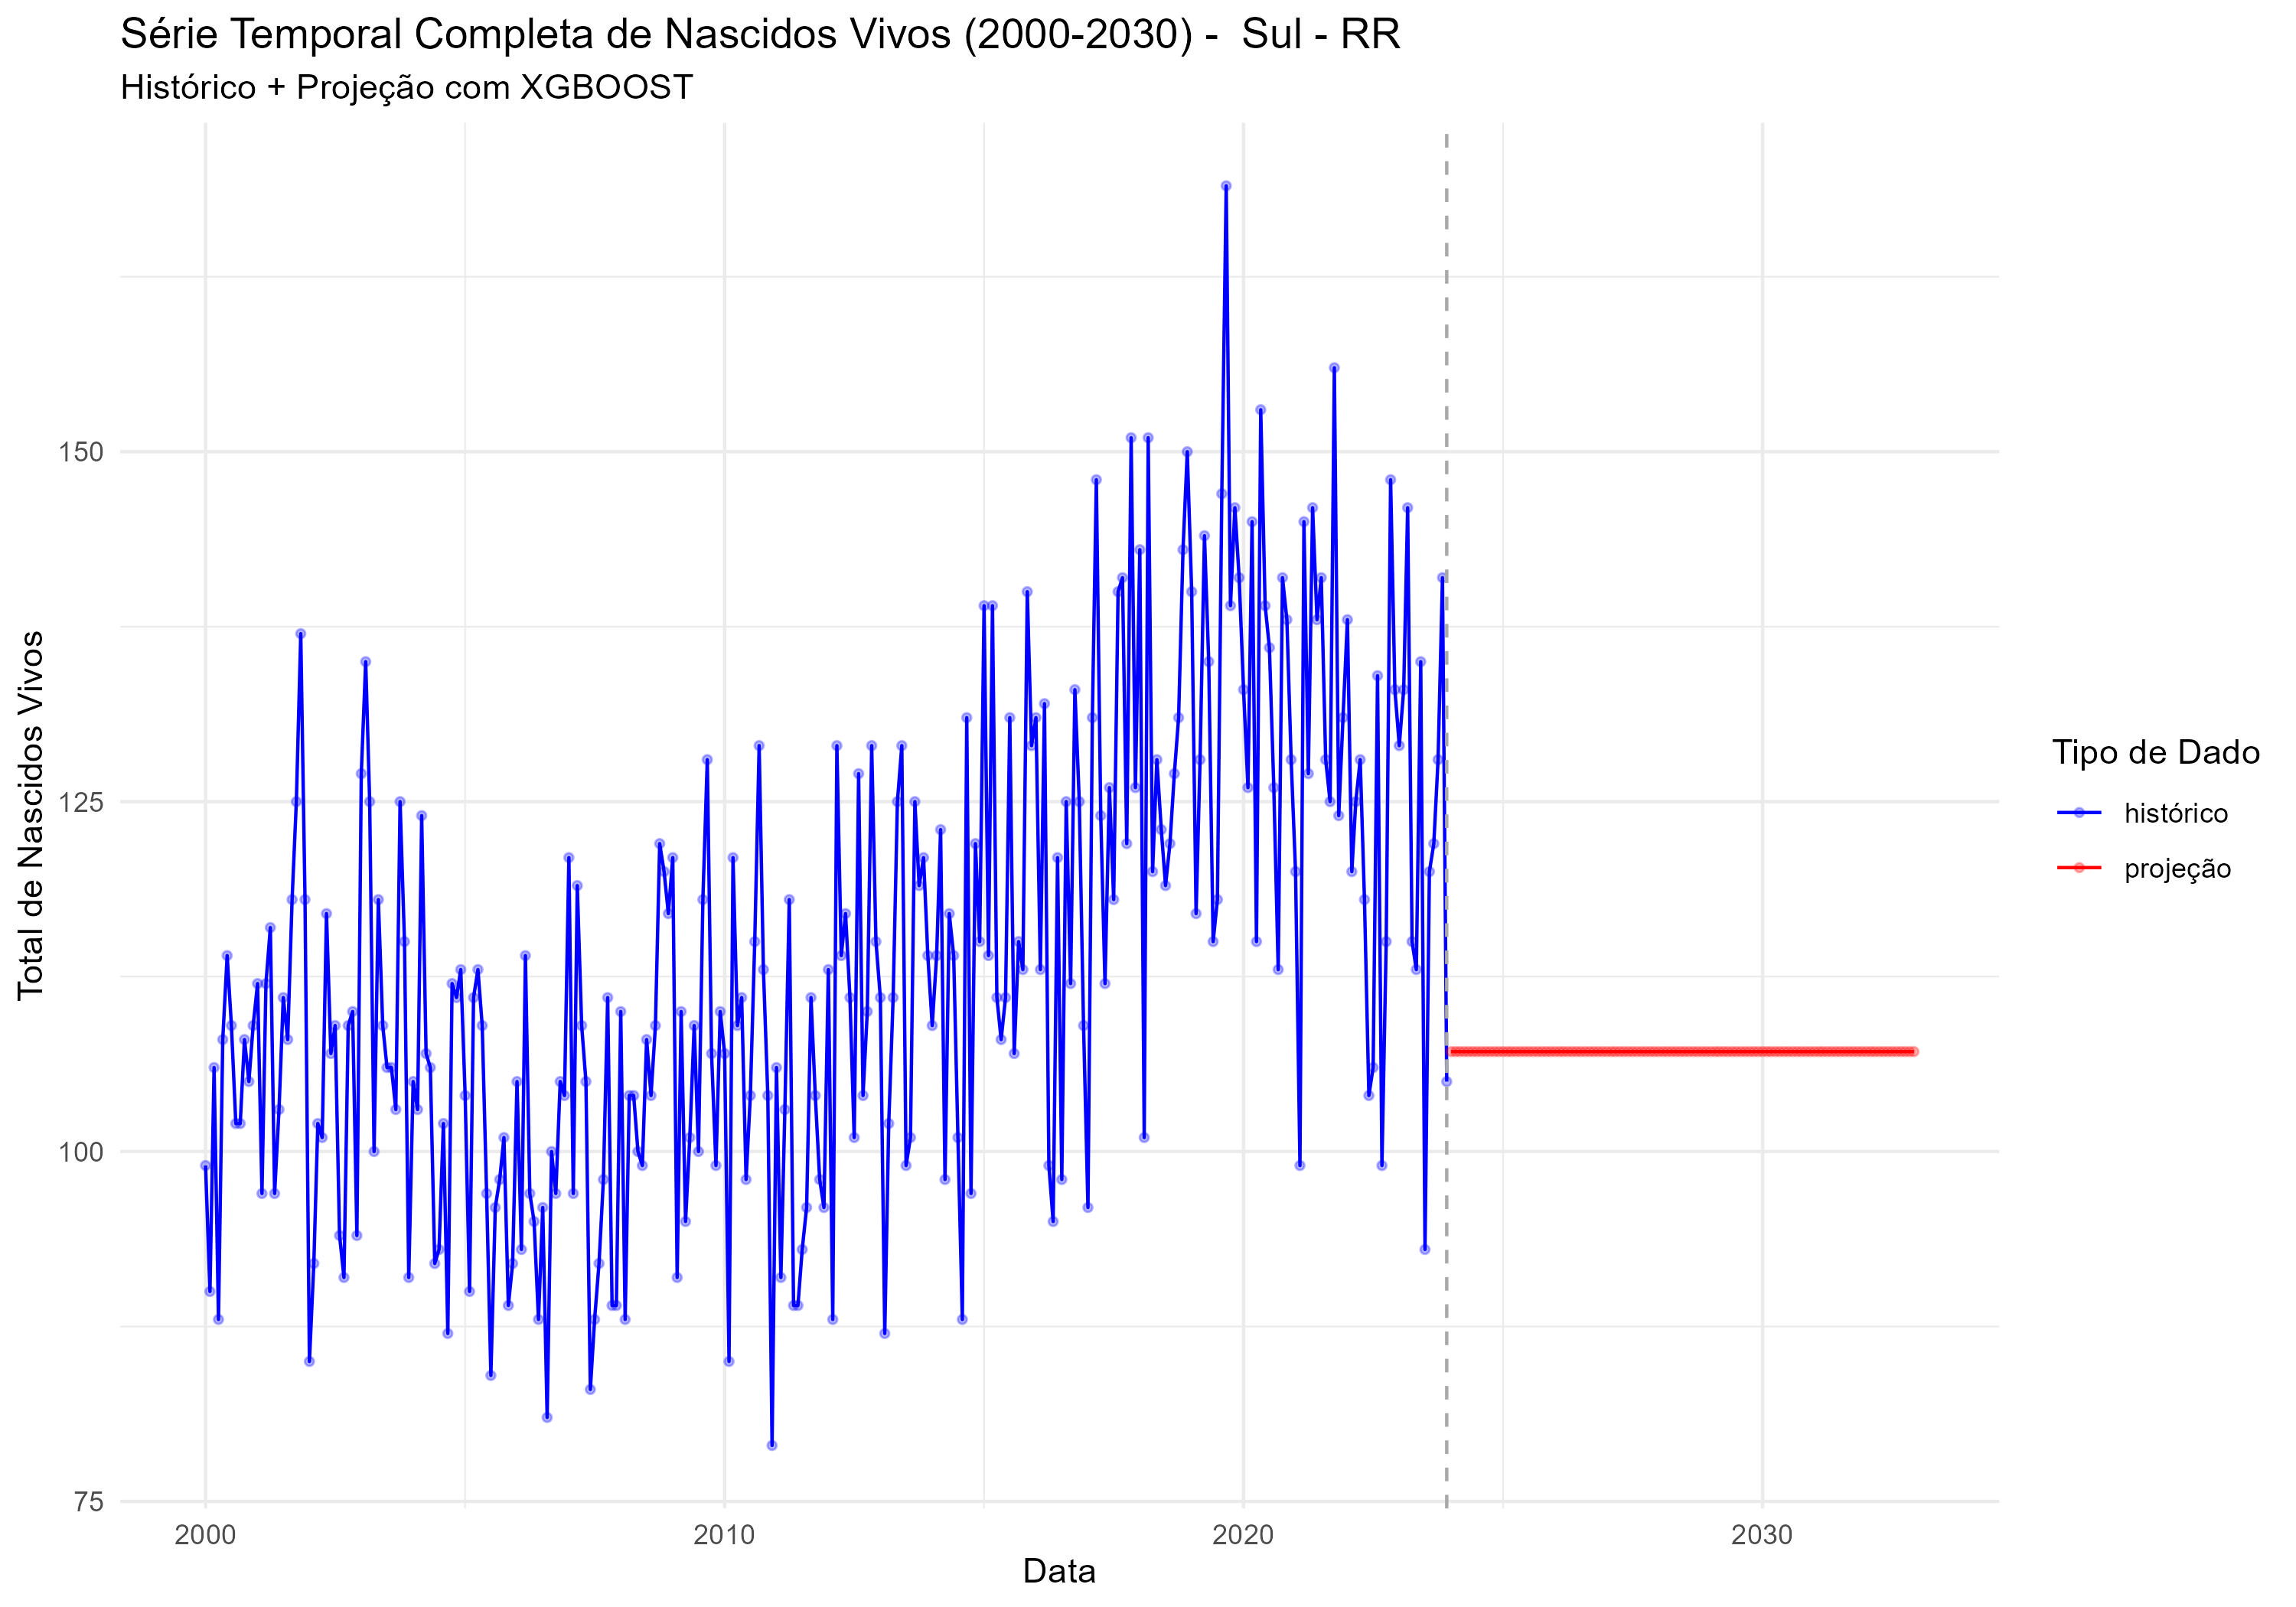 Série Temporal Completa de Nascidos Vivos (2000-2030) -  Sul - RR
Histórico + Projeção com XGBOOST
Total de Nascidos Vivos
150
125
100
75
2000
2010
2020
2030
Data
Tipo de Dado
histórico
projeção